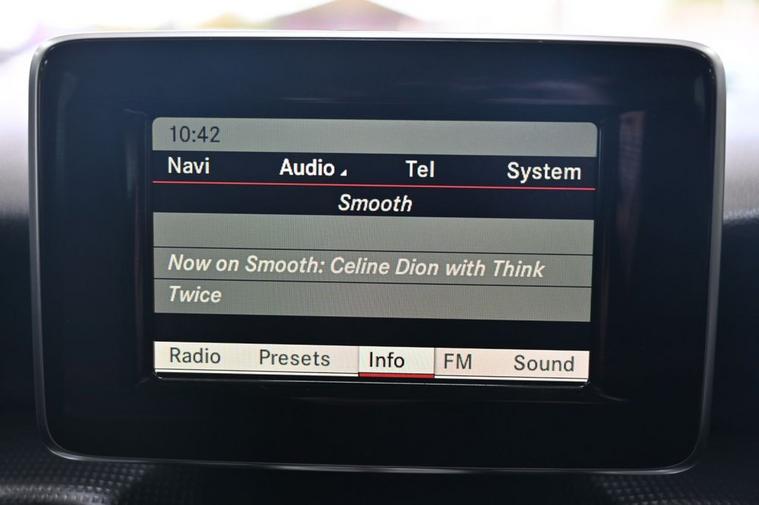 10:42
Navi Audio Tel System
Smooth
Now on Smooth: Celine Dion with Think
Twice
Radio Presets Info FM Sound